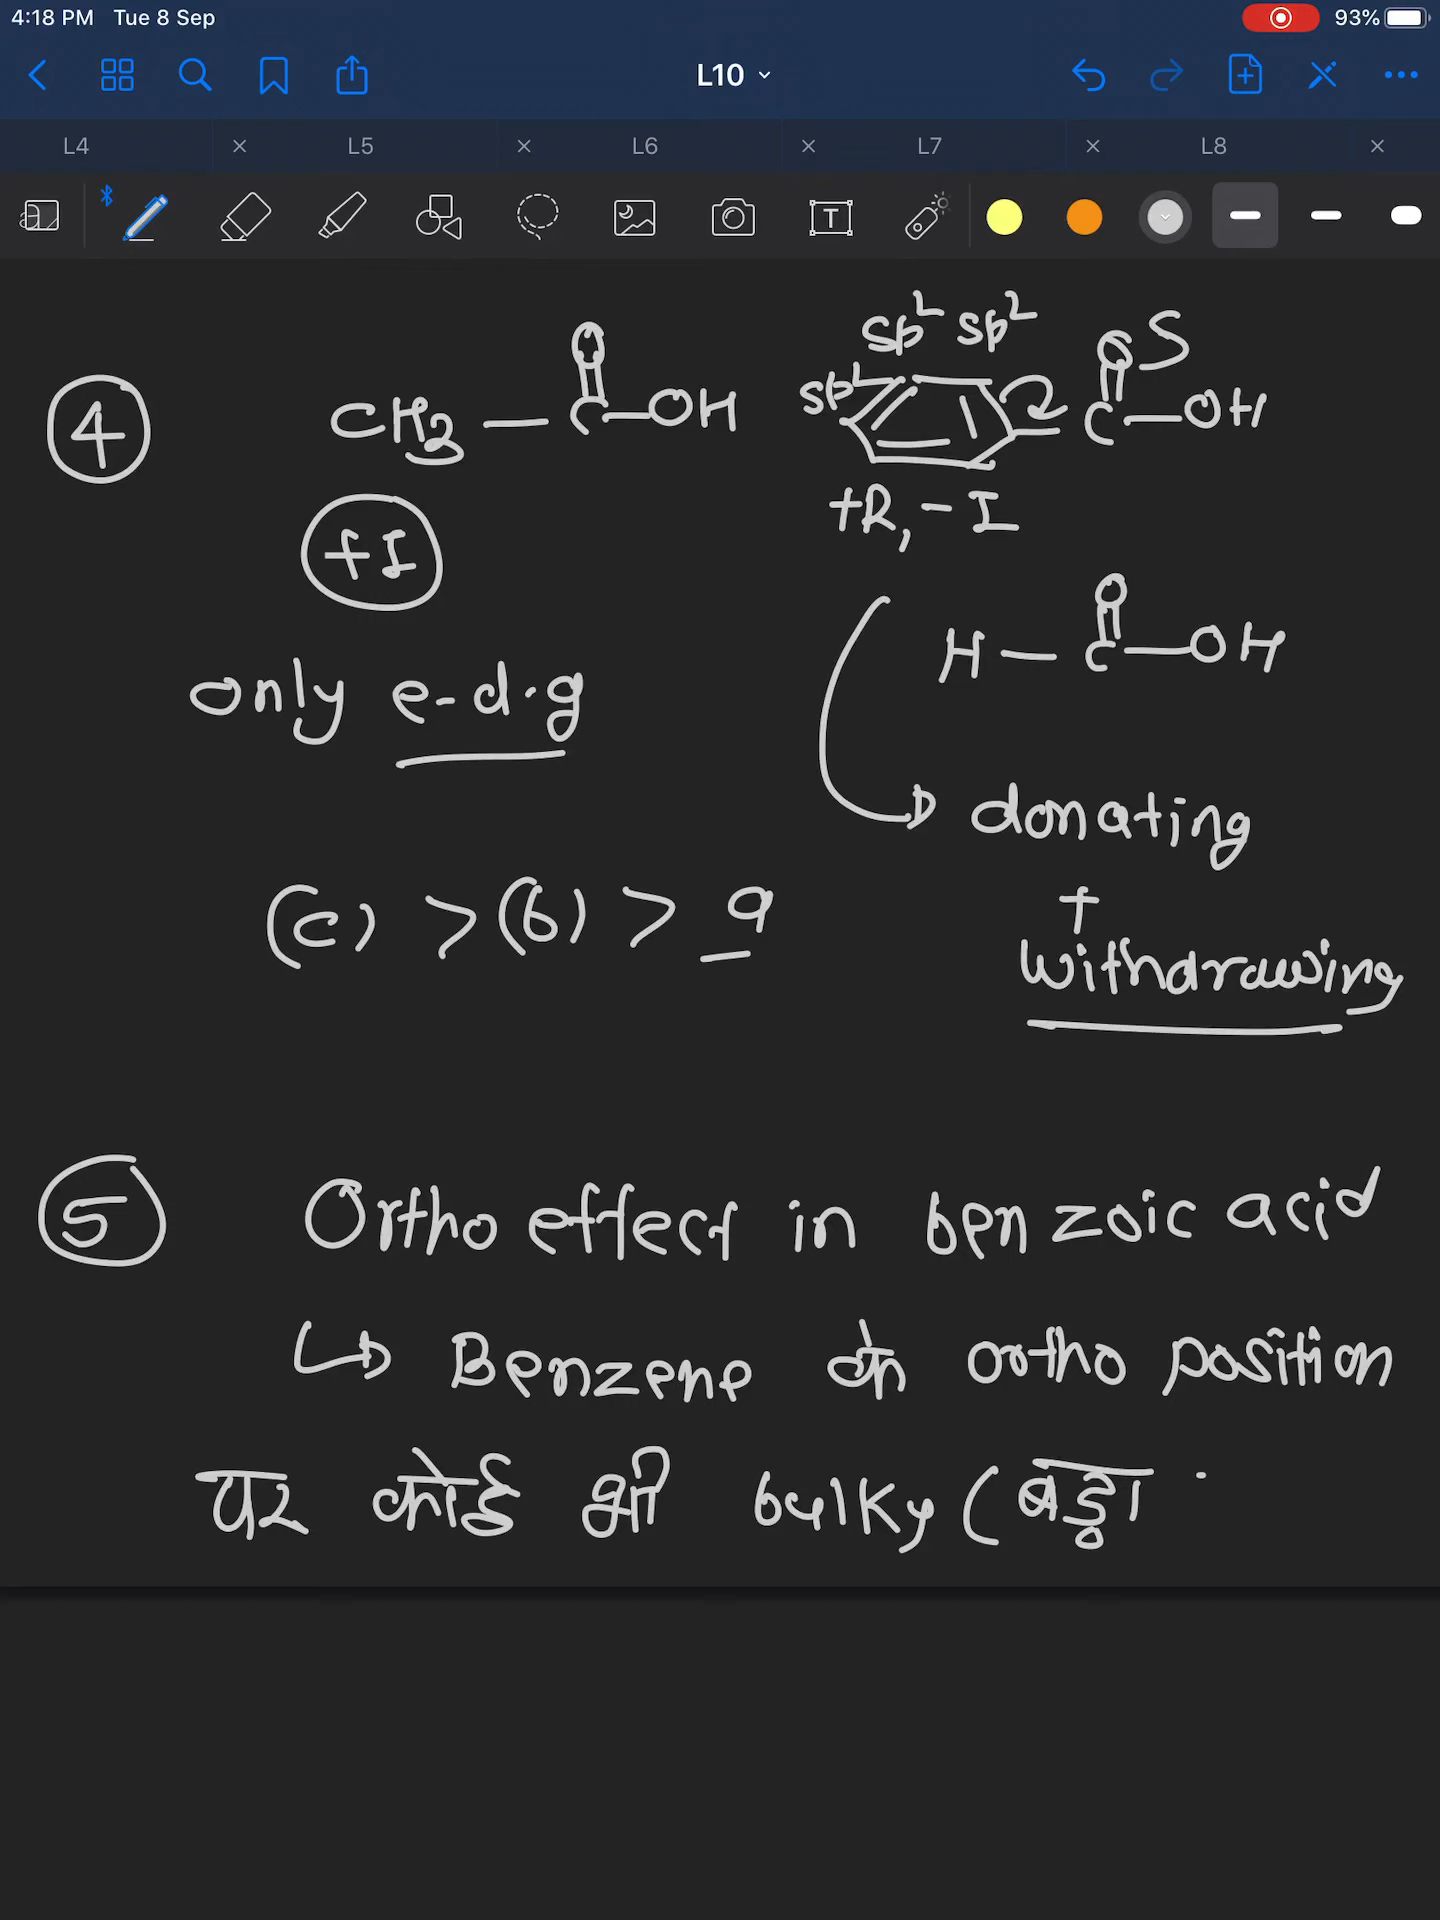 4:18 PM Tue 8 Sep 93%
L10
L4 × L5 × L6 × L7 × L8 ×
T
sp² sp²
O O S
④ CH3 — C—OH sp² C—OH
+R, - I
+I
O
H — C—OH
only e-d.g
donating
(c) > (b) > a
+
withdrawing
⑤ Ortho effect in benzoic acid
↳ Benzene के ortho position
पर कोई भी bulky (बड़ा